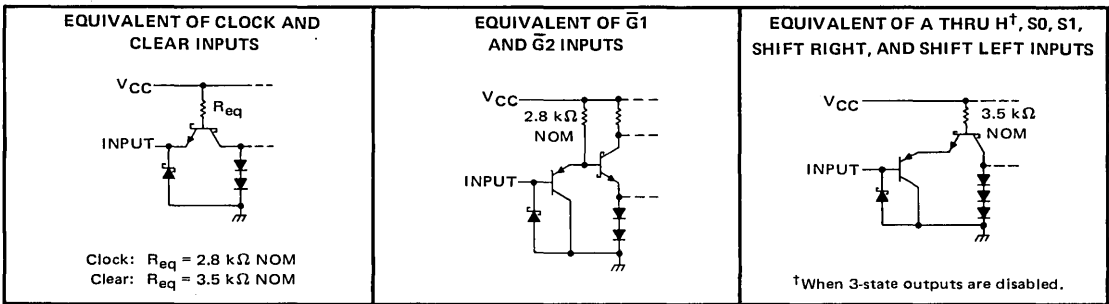 EQUIVALENT OF CLOCK AND
CLEAR INPUTS
VCC
Req
INPUT
Clock: Req = 2.8 kΩ NOM
Clear: Req = 3.5 kΩ NOM
EQUIVALENT OF G̅1
AND G̅2 INPUTS
VCC
2.8 kΩ
NOM
INPUT
EQUIVALENT OF A THRU H†, S0, S1,
SHIFT RIGHT, AND SHIFT LEFT INPUTS
VCC
3.5 kΩ
NOM
INPUT
†When 3-state outputs are disabled.